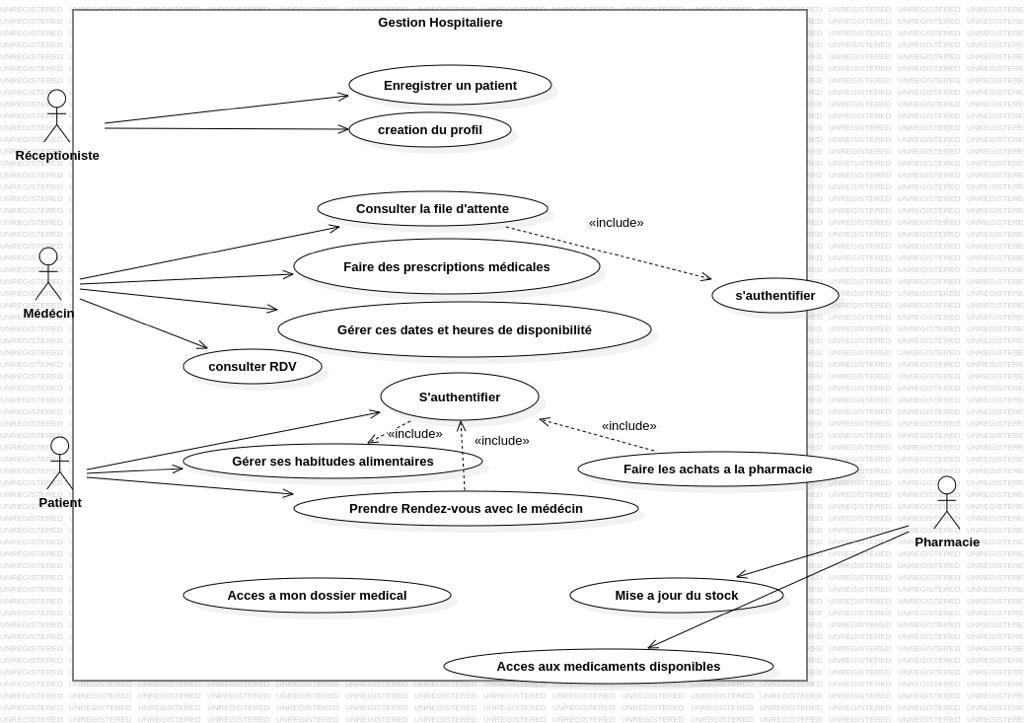 Gestion Hospitaliere
Enregistrer un patient
creation du profil
Réceptioniste
Consulter la file d'attente
«include»
Faire des prescriptions médicales
s'authentifier
Médécin
Gérer ces dates et heures de disponibilité
consulter RDV
S'authentifier
«include»
«include»
«include»
Gérer ses habitudes alimentaires
Faire les achats a la pharmacie
Patient
Prendre Rendez-vous avec le médécin
Pharmacie
Acces a mon dossier medical
Mise a jour du stock
Acces aux medicaments disponibles
UNREGISTERED